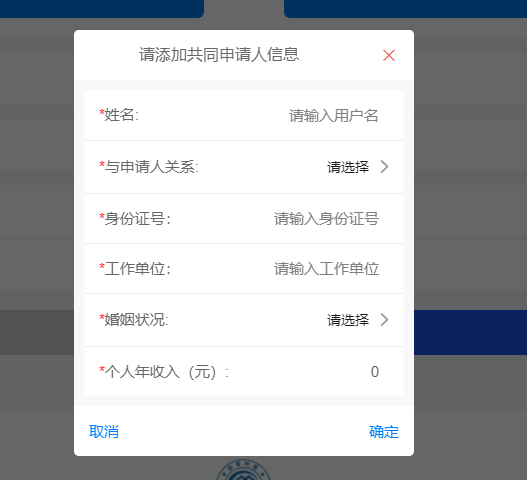 请添加共同申请人信息
*姓名: 请输入用户名
*与申请人关系: 请选择
*身份证号: 请输入身份证号
*工作单位: 请输入工作单位
*婚姻状况: 请选择
*个人年收入（元）: 0
取消 确定